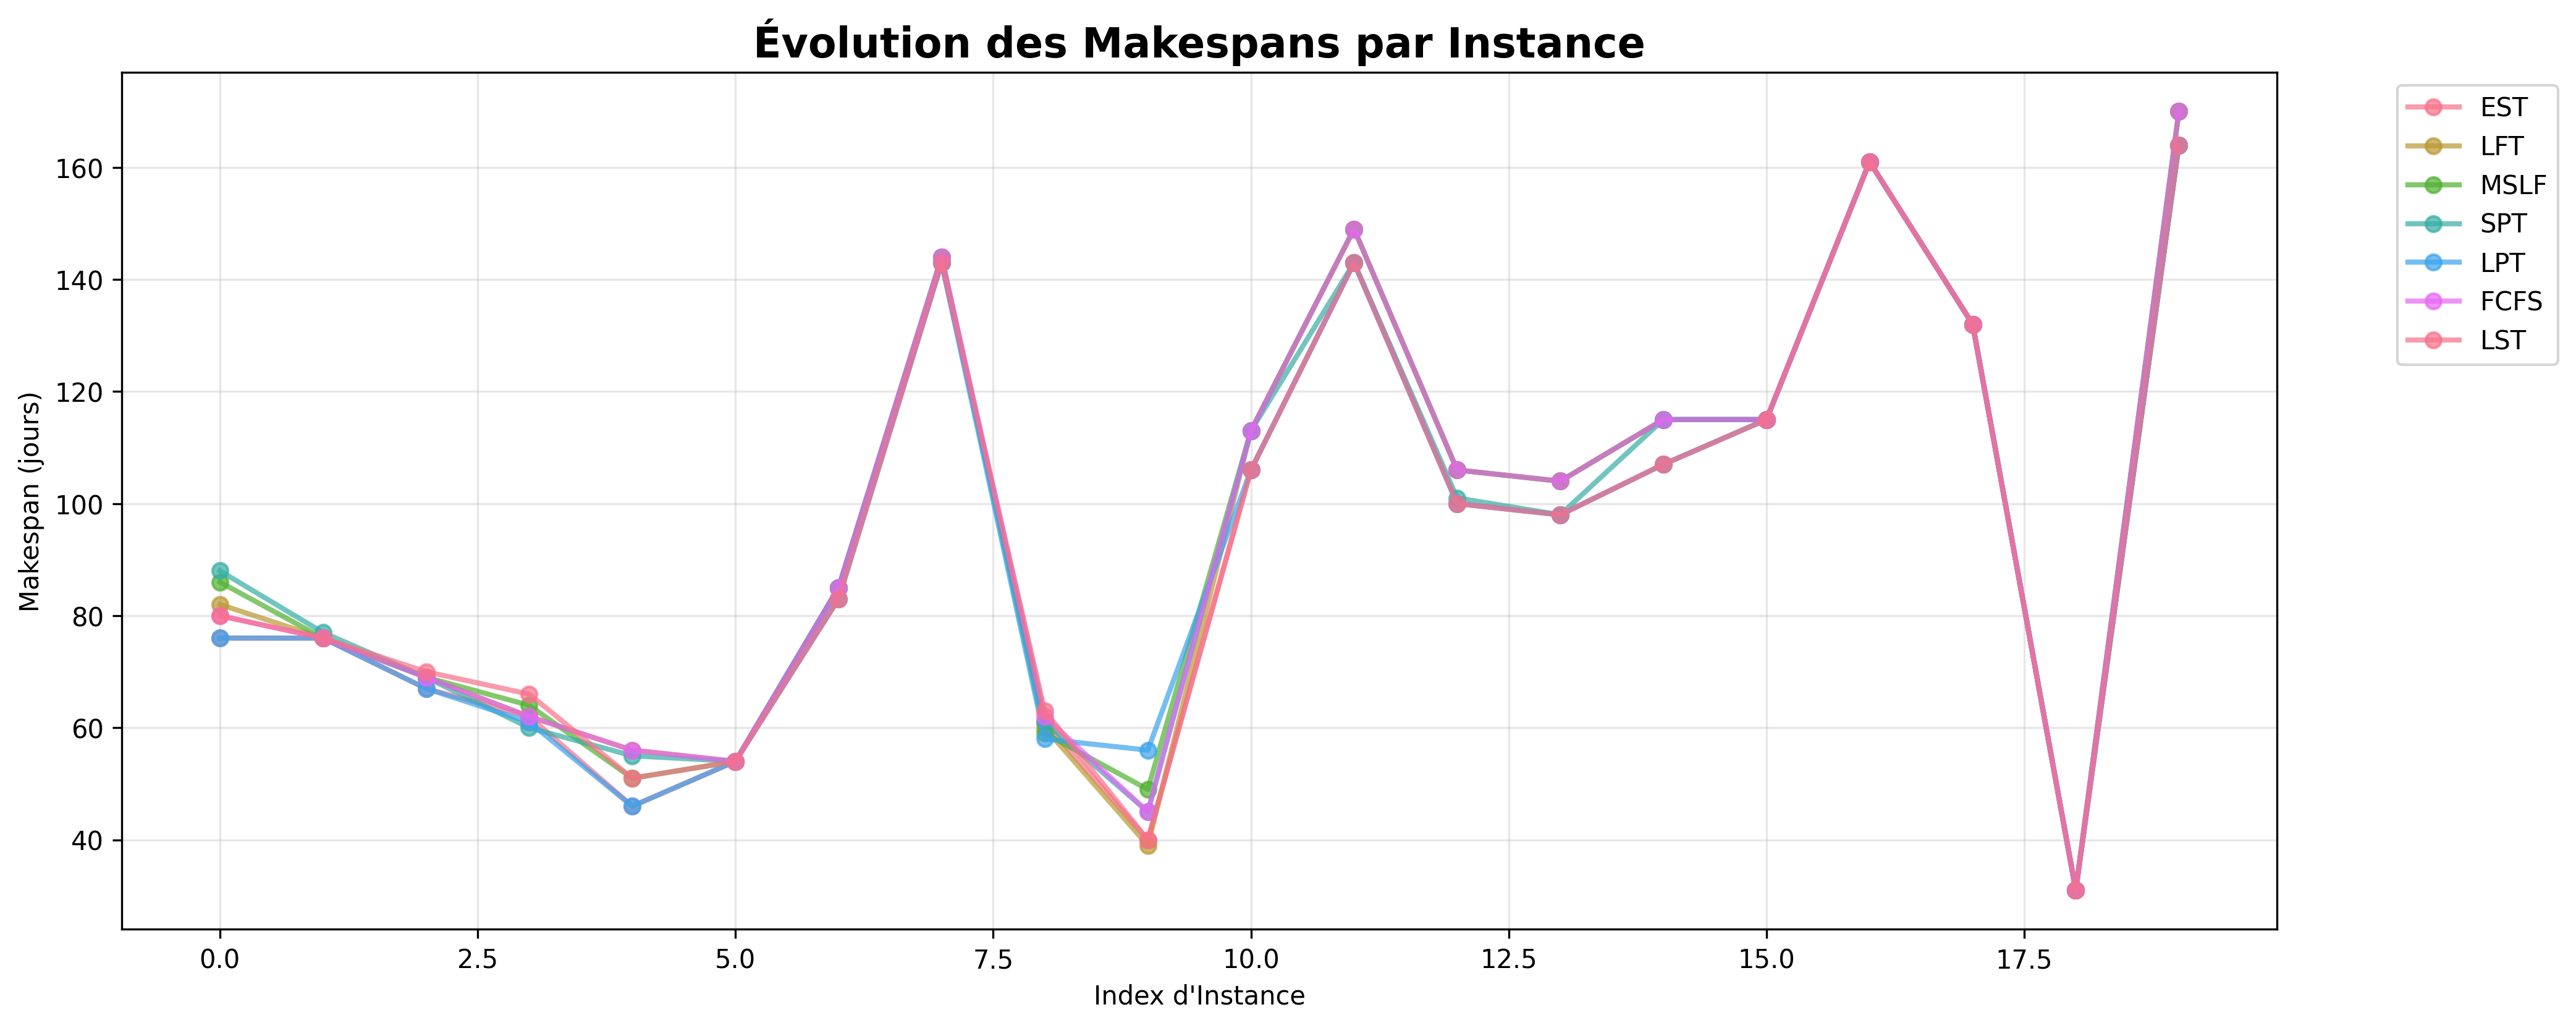 Évolution des Makespans par Instance
EST
LFT
MSLF
SPT
LPT
FCFS
LST
Makespan (jours)
160
140
120
100
80
60
40
0.0 2.5 5.0 7.5 10.0 12.5 15.0 17.5
Index d'Instance